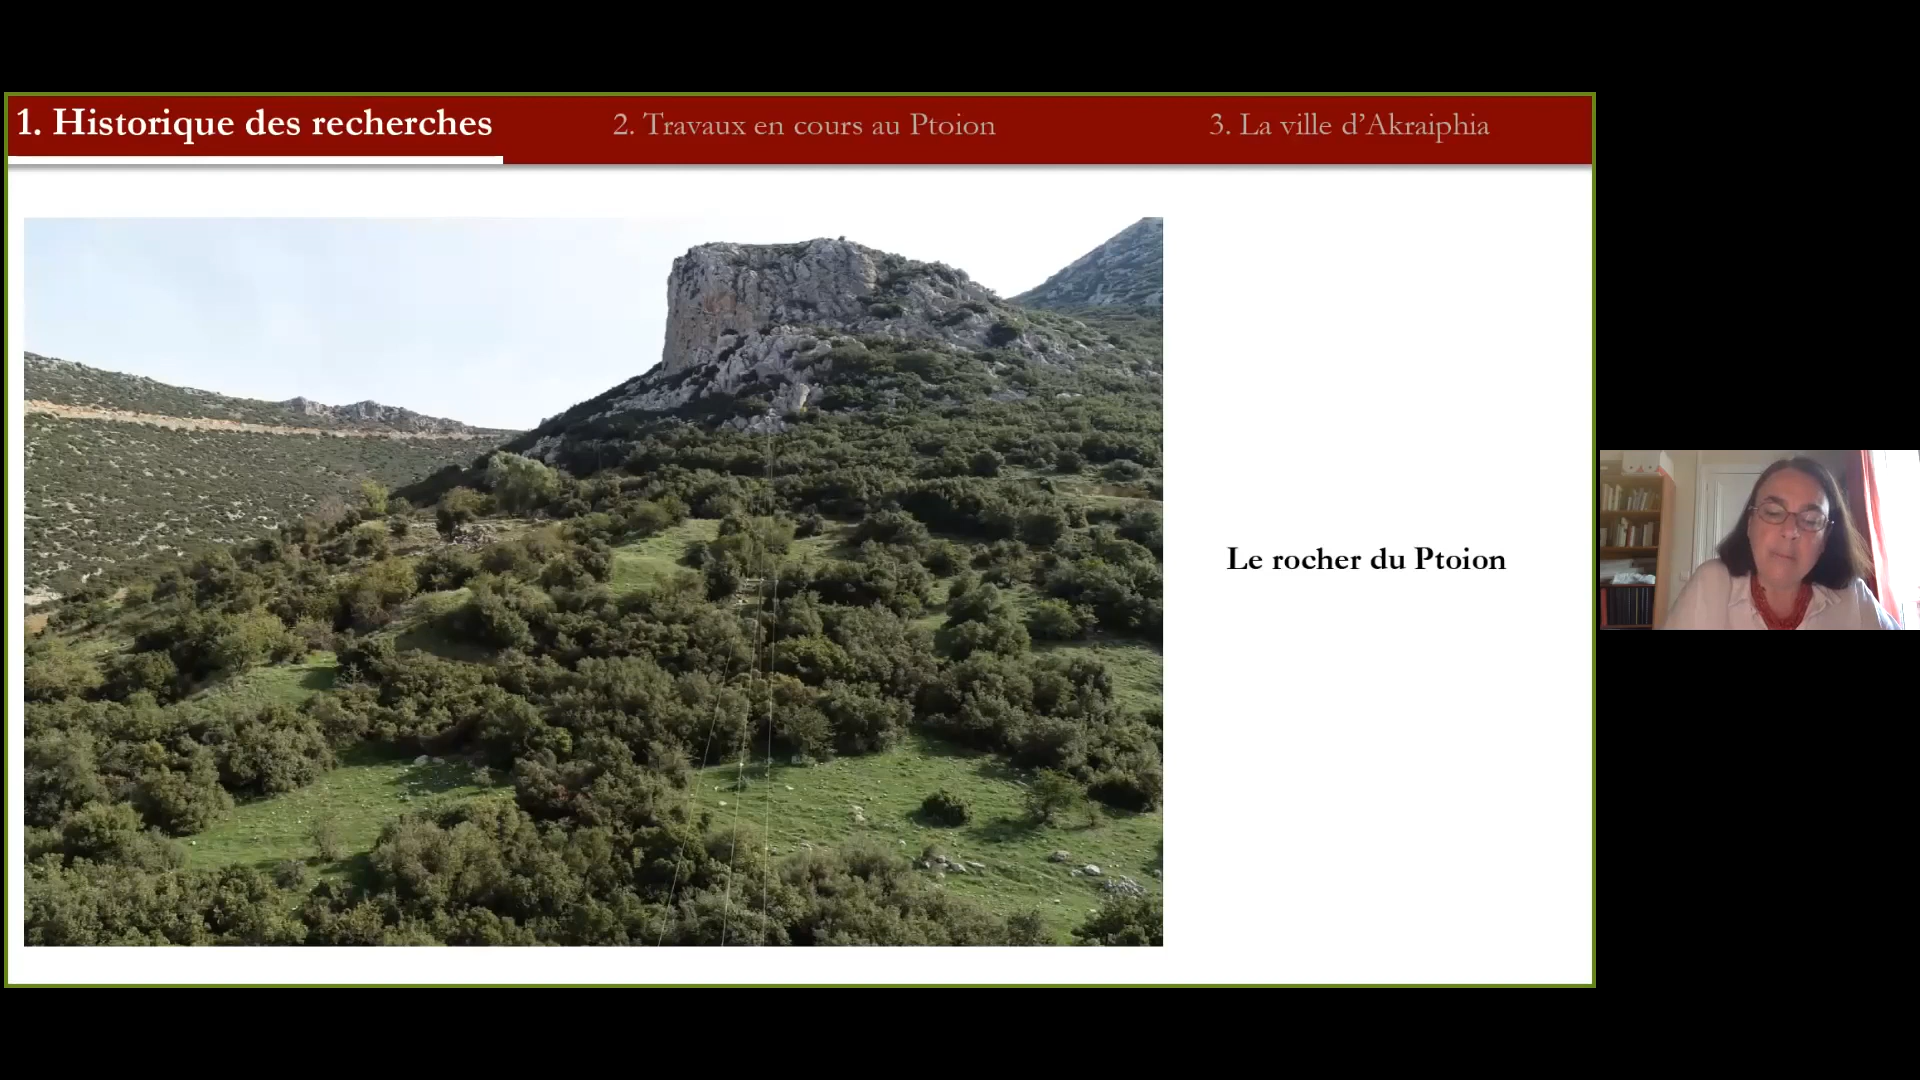 1. Historique des recherches
2. Travaux en cours au Ptoion
3. La ville d’Akraiphia
Le rocher du Ptoion